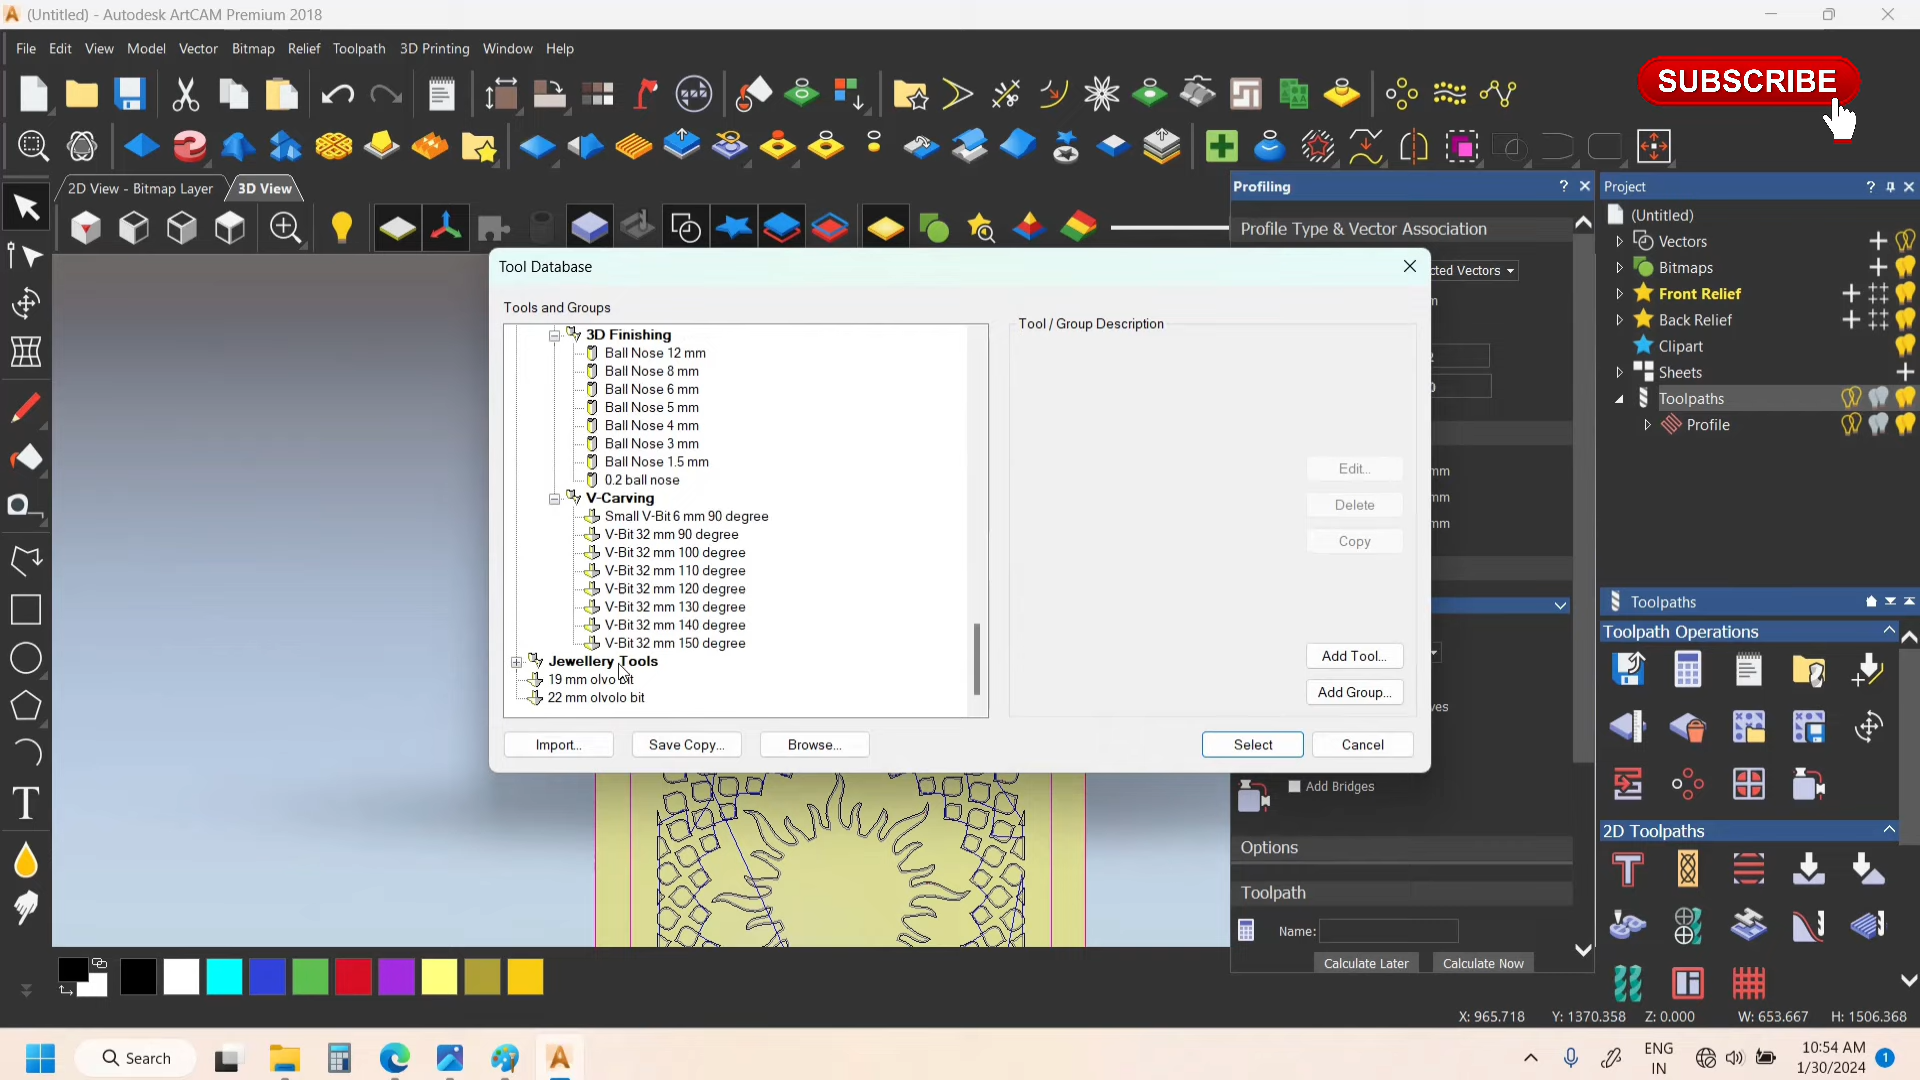 (Untitled) - Autodesk ArtCAM Premium 2018
File Edit View Model Vector Bitmap Relief Toolpath 3D Printing Window Help
SUBSCRIBE
2D View - Bitmap Layer 3D View
Profiling
Profile Type & Vector Association
cted Vectors
Project
(Untitled)
Vectors
Bitmaps
Front Relief
Back Relief
Clipart
Sheets
Toolpaths
Profile
Tool Database
Tools and Groups
3D Finishing
Ball Nose 12 mm
Ball Nose 8 mm
Ball Nose 6 mm
Ball Nose 5 mm
Ball Nose 4 mm
Ball Nose 3 mm
Ball Nose 1.5 mm
0.2 ball nose
V-Carving
Small V-Bit 6 mm 90 degree
V-Bit 32 mm 90 degree
V-Bit 32 mm 100 degree
V-Bit 32 mm 110 degree
V-Bit 32 mm 120 degree
V-Bit 32 mm 130 degree
V-Bit 32 mm 140 degree
V-Bit 32 mm 150 degree
Jewellery Tools
19 mm olvo
22 mm olvolo bit
Tool / Group Description
Edit...
Delete
Copy
Add Tool...
Add Group...
Import...
Save Copy...
Browse...
Select
Cancel
mm
mm
mm
ves
Add Bridges
Options
Toolpath
Name:
Calculate Later
Calculate Now
Toolpaths
Toolpath Operations
2D Toolpaths
X: 965.718 Y: 1370.358 Z: 0.000 W: 653.667 H: 1506.368
Search
ENG
IN
10:54 AM
1/30/2024
1